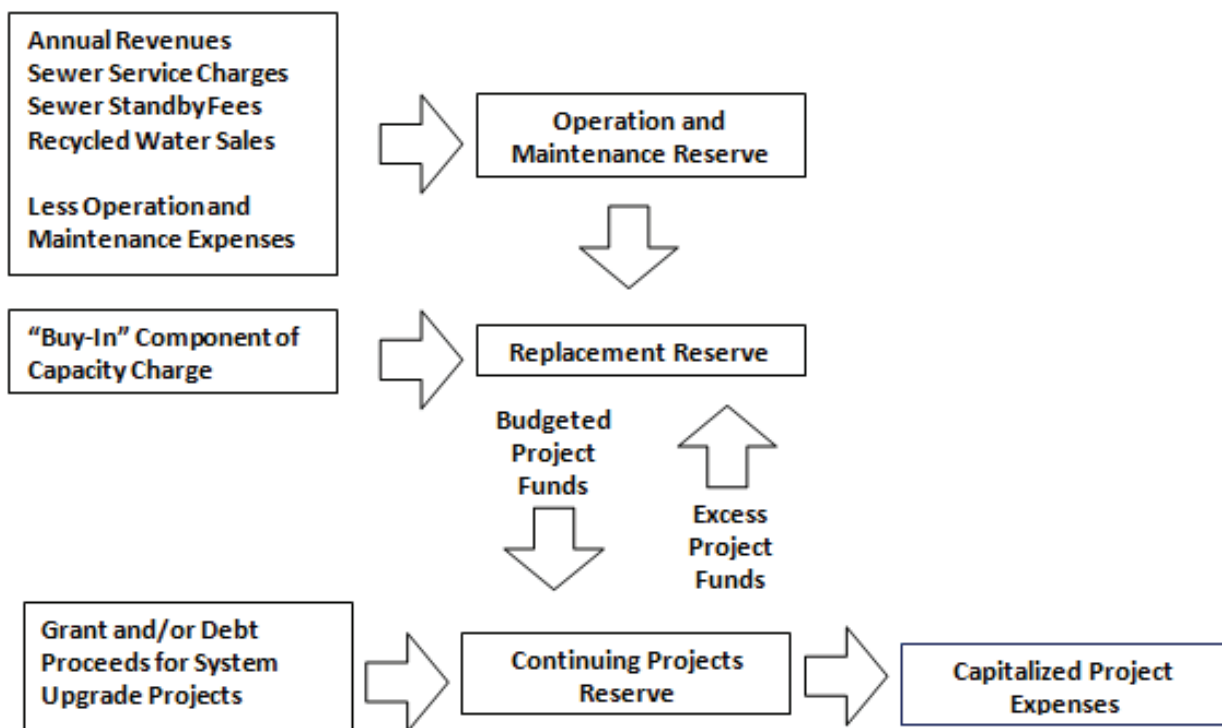 Annual Revenues
Sewer Service Charges
Sewer Standby Fees
Recycled Water Sales
Less Operation and
Maintenance Expenses
Operation and
Maintenance Reserve
“Buy-In” Component of
Capacity Charge
Replacement Reserve
Budgeted
Project
Funds
Excess
Project
Funds
Grant and/or Debt
Proceeds for System
Upgrade Projects
Continuing Projects
Reserve
Capitalized Project
Expenses